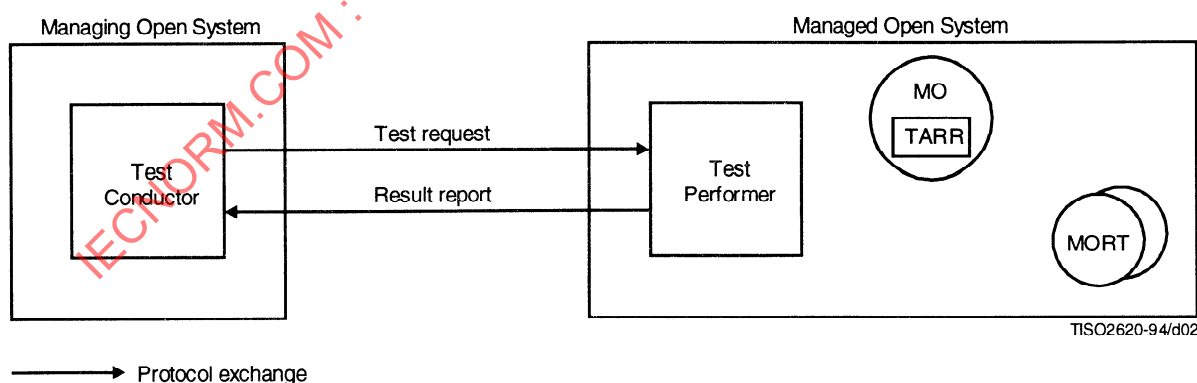 Managing Open System
Managed Open System
Test
Conductor
Test request
Result report
Test
Performer
MO
TARR
MORT
TISO2620-94/d02
Protocol exchange
IECNORM.COM :